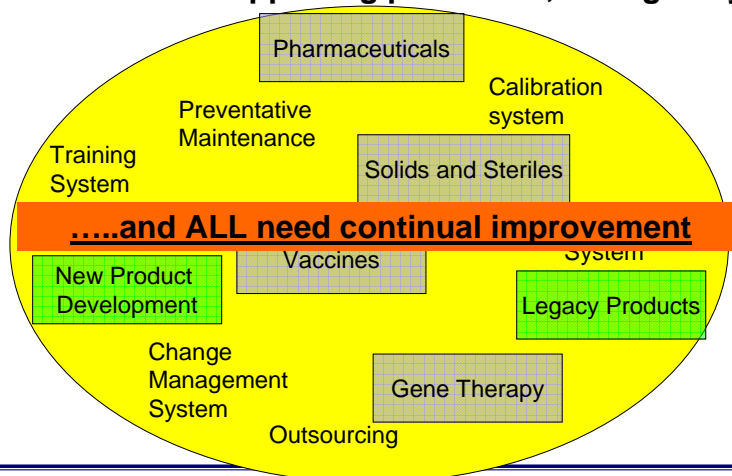 Pharmaceuticals
Calibration
system
Preventative
Maintenance
Training
System
Solids and Steriles
…..and ALL need continual improvement
System
Vaccines
New Product
Development
Legacy Products
Change
Management
System
Gene Therapy
Outsourcing